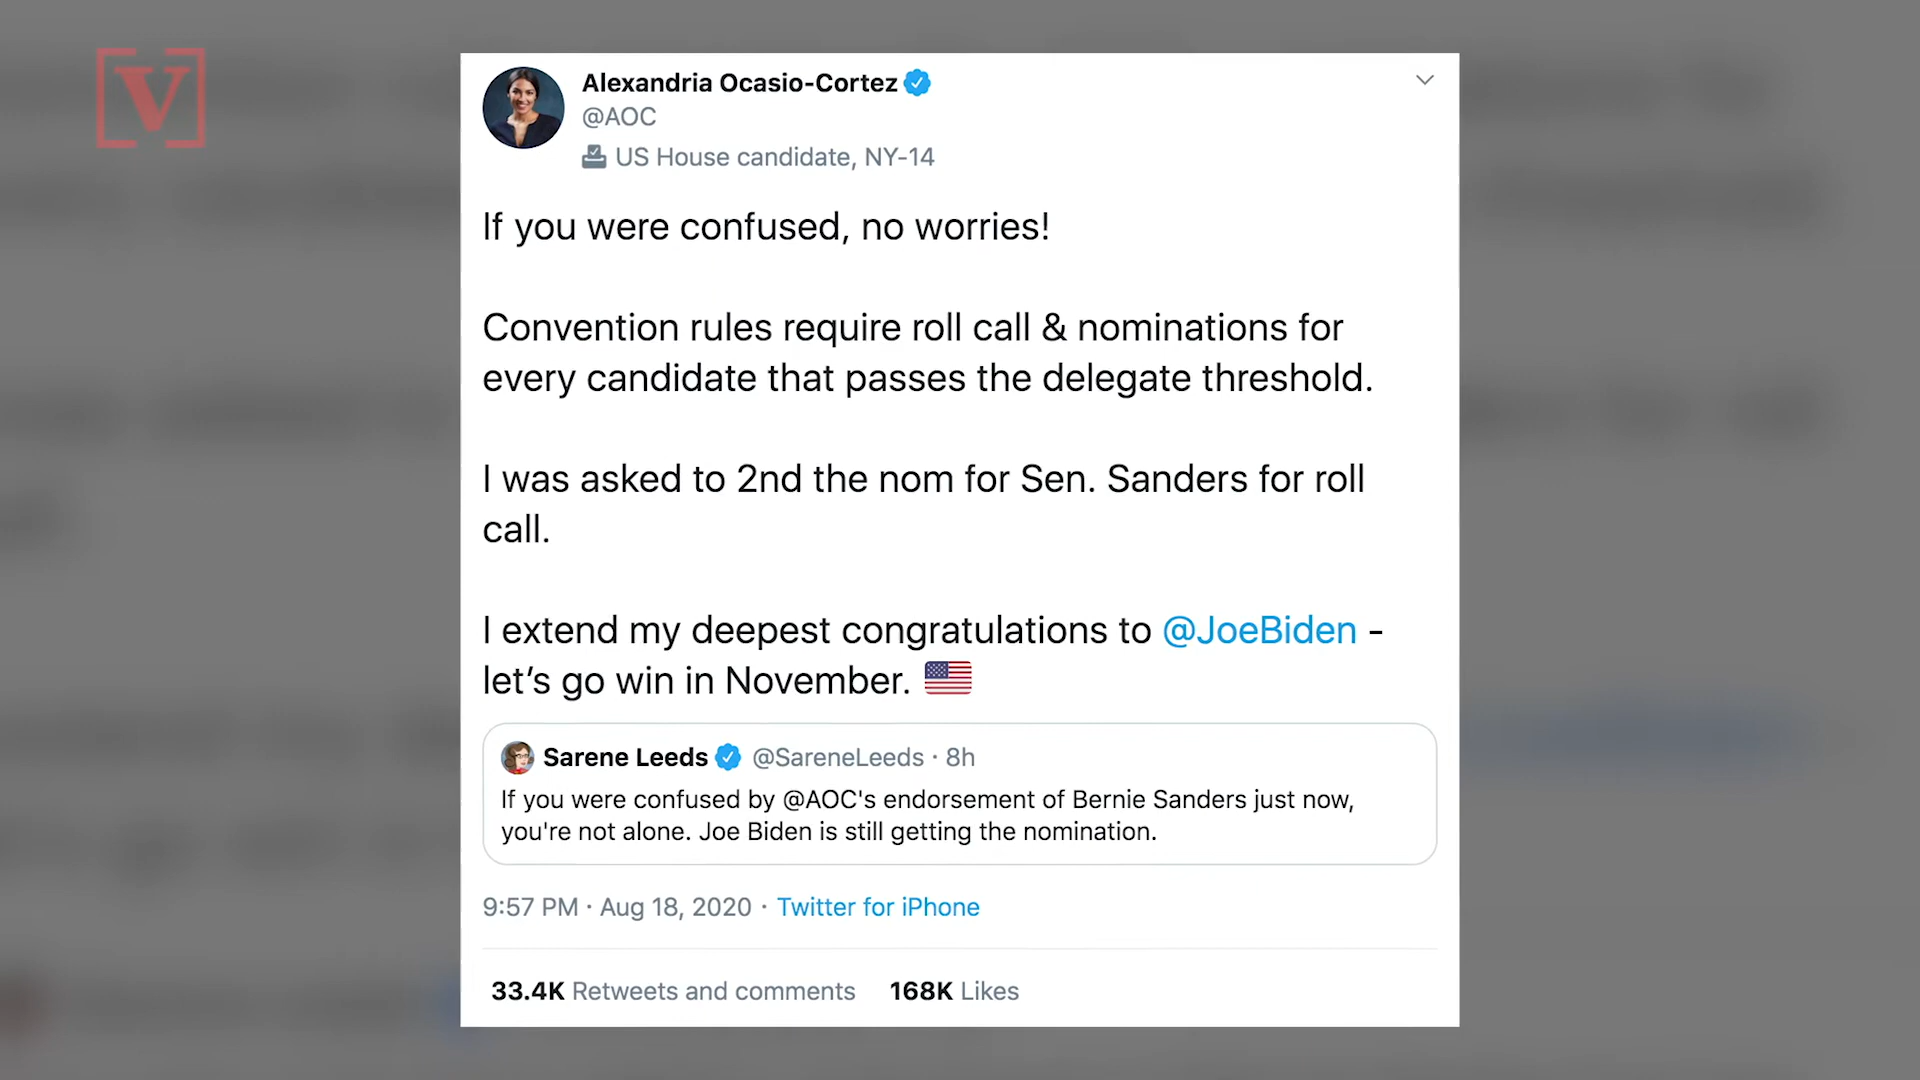 V
Alexandria Ocasio-Cortez
@AOC
US House candidate, NY-14
If you were confused, no worries!
Convention rules require roll call & nominations for
every candidate that passes the delegate threshold.
I was asked to 2nd the nom for Sen. Sanders for roll
call.
I extend my deepest congratulations to @JoeBiden -
let's go win in November. 🇺🇸
Sarene Leeds @SareneLeeds · 8h
If you were confused by @AOC's endorsement of Bernie Sanders just now,
you're not alone. Joe Biden is still getting the nomination.
9:57 PM · Aug 18, 2020 · Twitter for iPhone
33.4K Retweets and comments 168K Likes